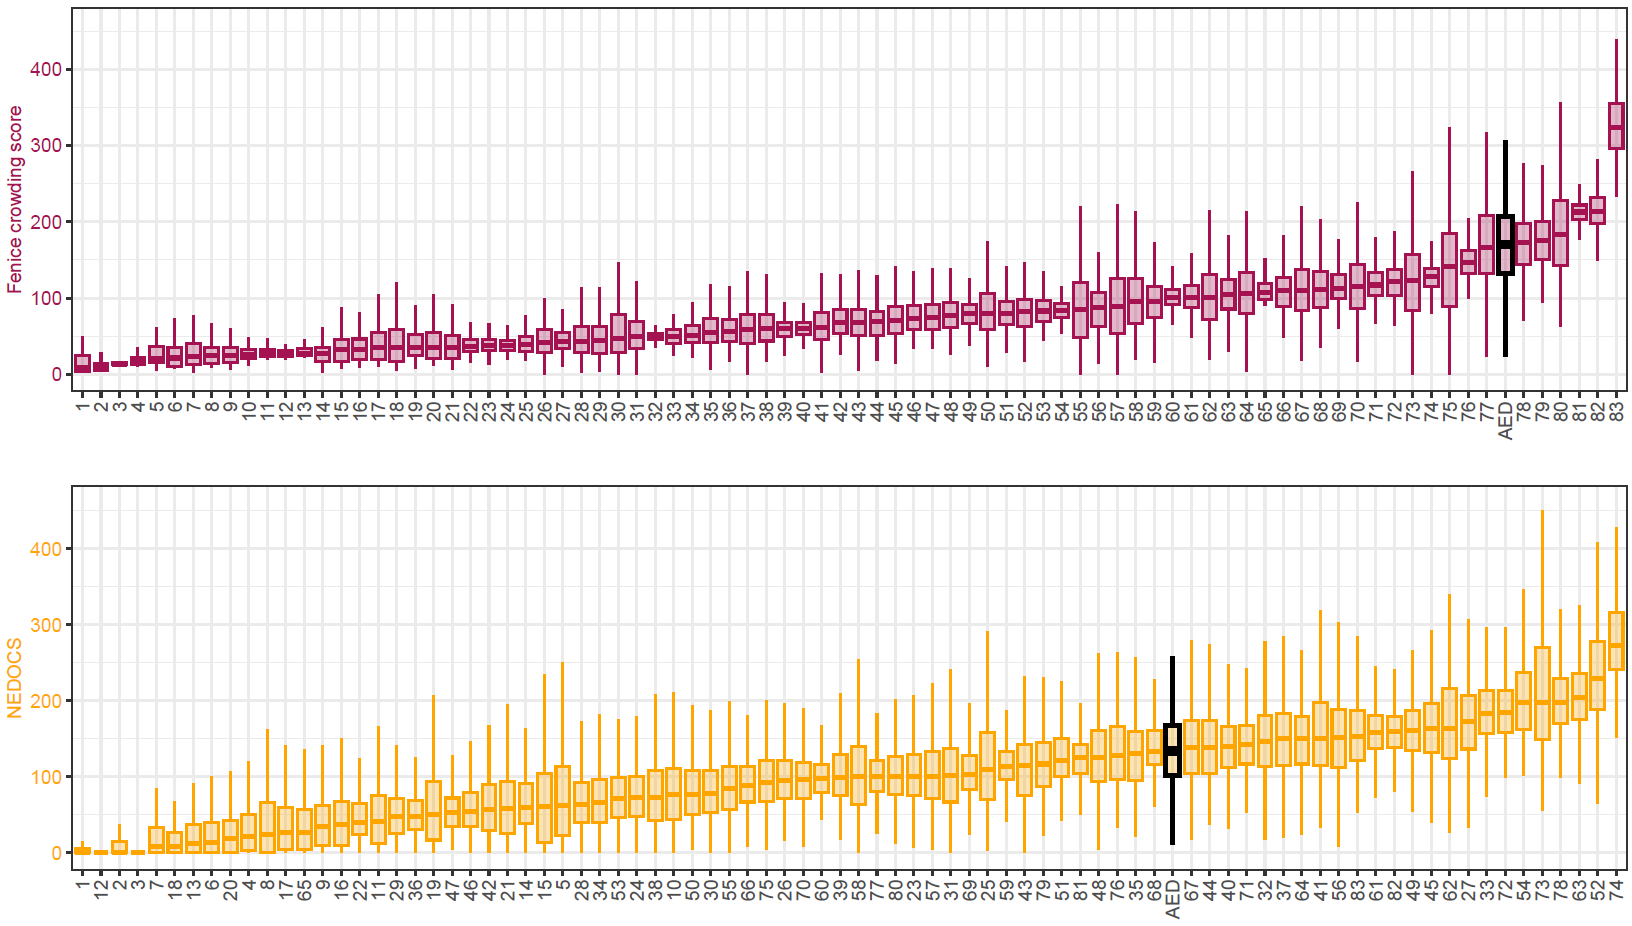 Fenice crowding score
400
300
200
100
0
1 2 3 4 5 6 7 8 9 10 11 12 13 14 15 16 17 18 19 20 21 22 23 24 25 26 27 28 29 30 31 32 33 34 35 36 37 38 39 40 41 42 43 44 45 46 47 48 49 50 51 52 53 54 55 56 57 58 59 60 61 62 63 64 65 66 67 68 69 70 71 72 73 74 75 76 77 AED 78 79 80 81 82 83
NEDOCS
400
300
200
100
0
1 12 2 3 7 18 13 6 20 4 8 17 65 9 16 22 11 29 36 19 47 46 42 21 14 15 5 28 34 53 24 38 10 50 30 55 66 75 26 70 60 39 58 77 80 23 57 31 69 25 59 43 79 51 81 48 76 35 68 AED 67 44 40 71 32 37 64 41 56 83 61 82 49 45 62 27 33 72 54 73 78 63 52 74